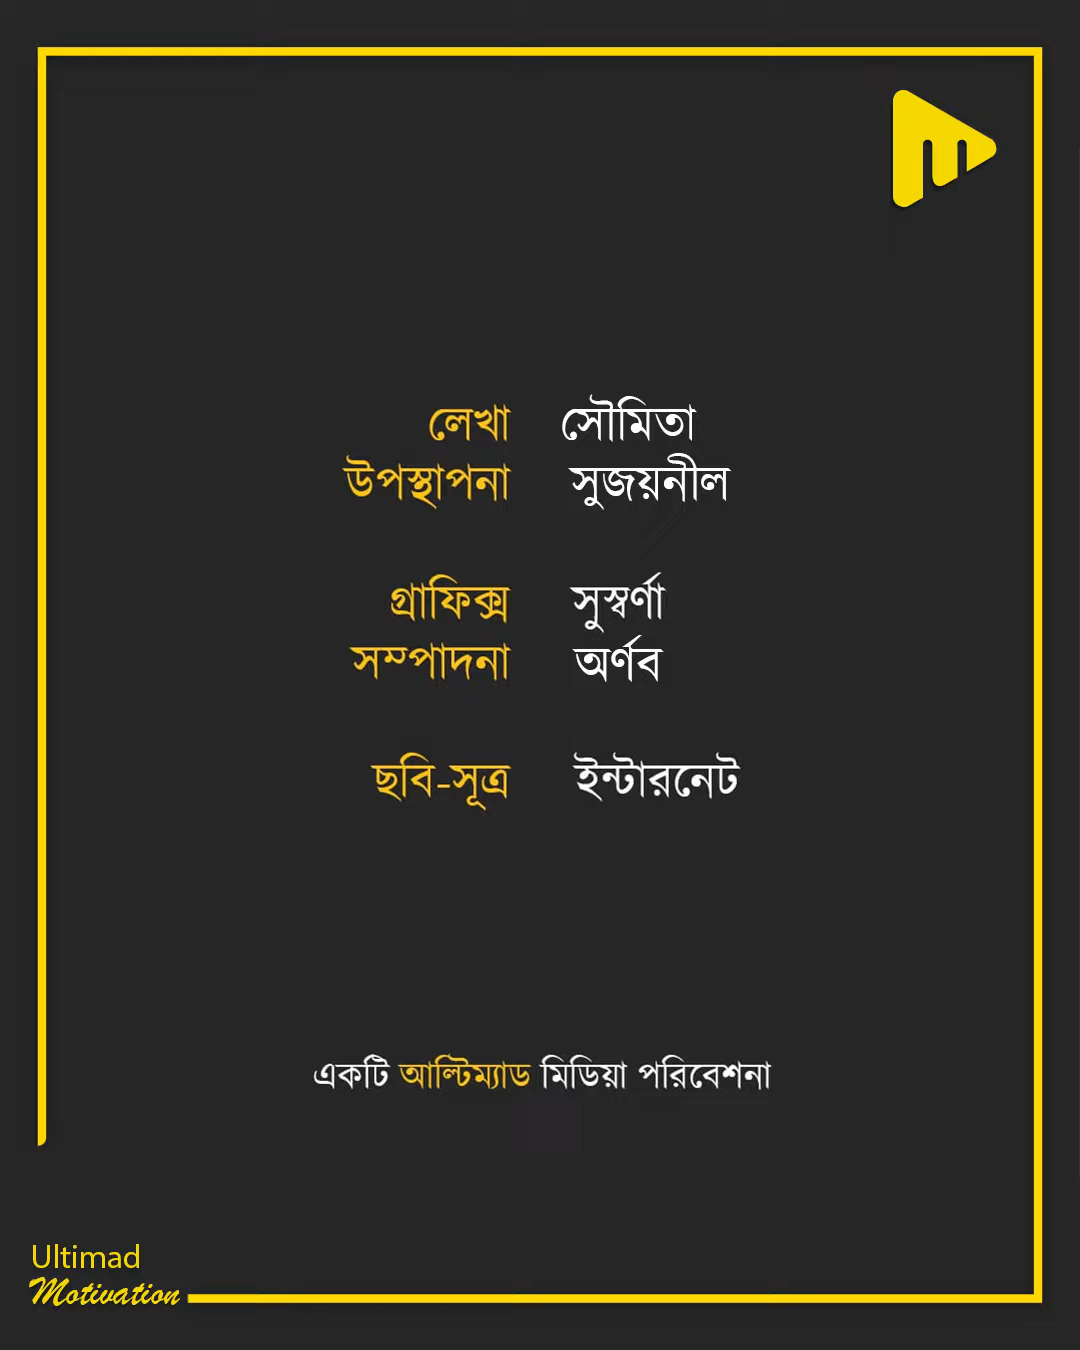 লেখা সৌমিতা
উপস্থাপনা সুজয়নীল
গ্রাফিক্স সুস্বর্ণা
সম্পাদনা অর্ণব
ছবি-সূত্র ইন্টারনেট
একটি আল্টিম্যাড মিডিয়া পরিবেশনা
Ultimad
Motivation